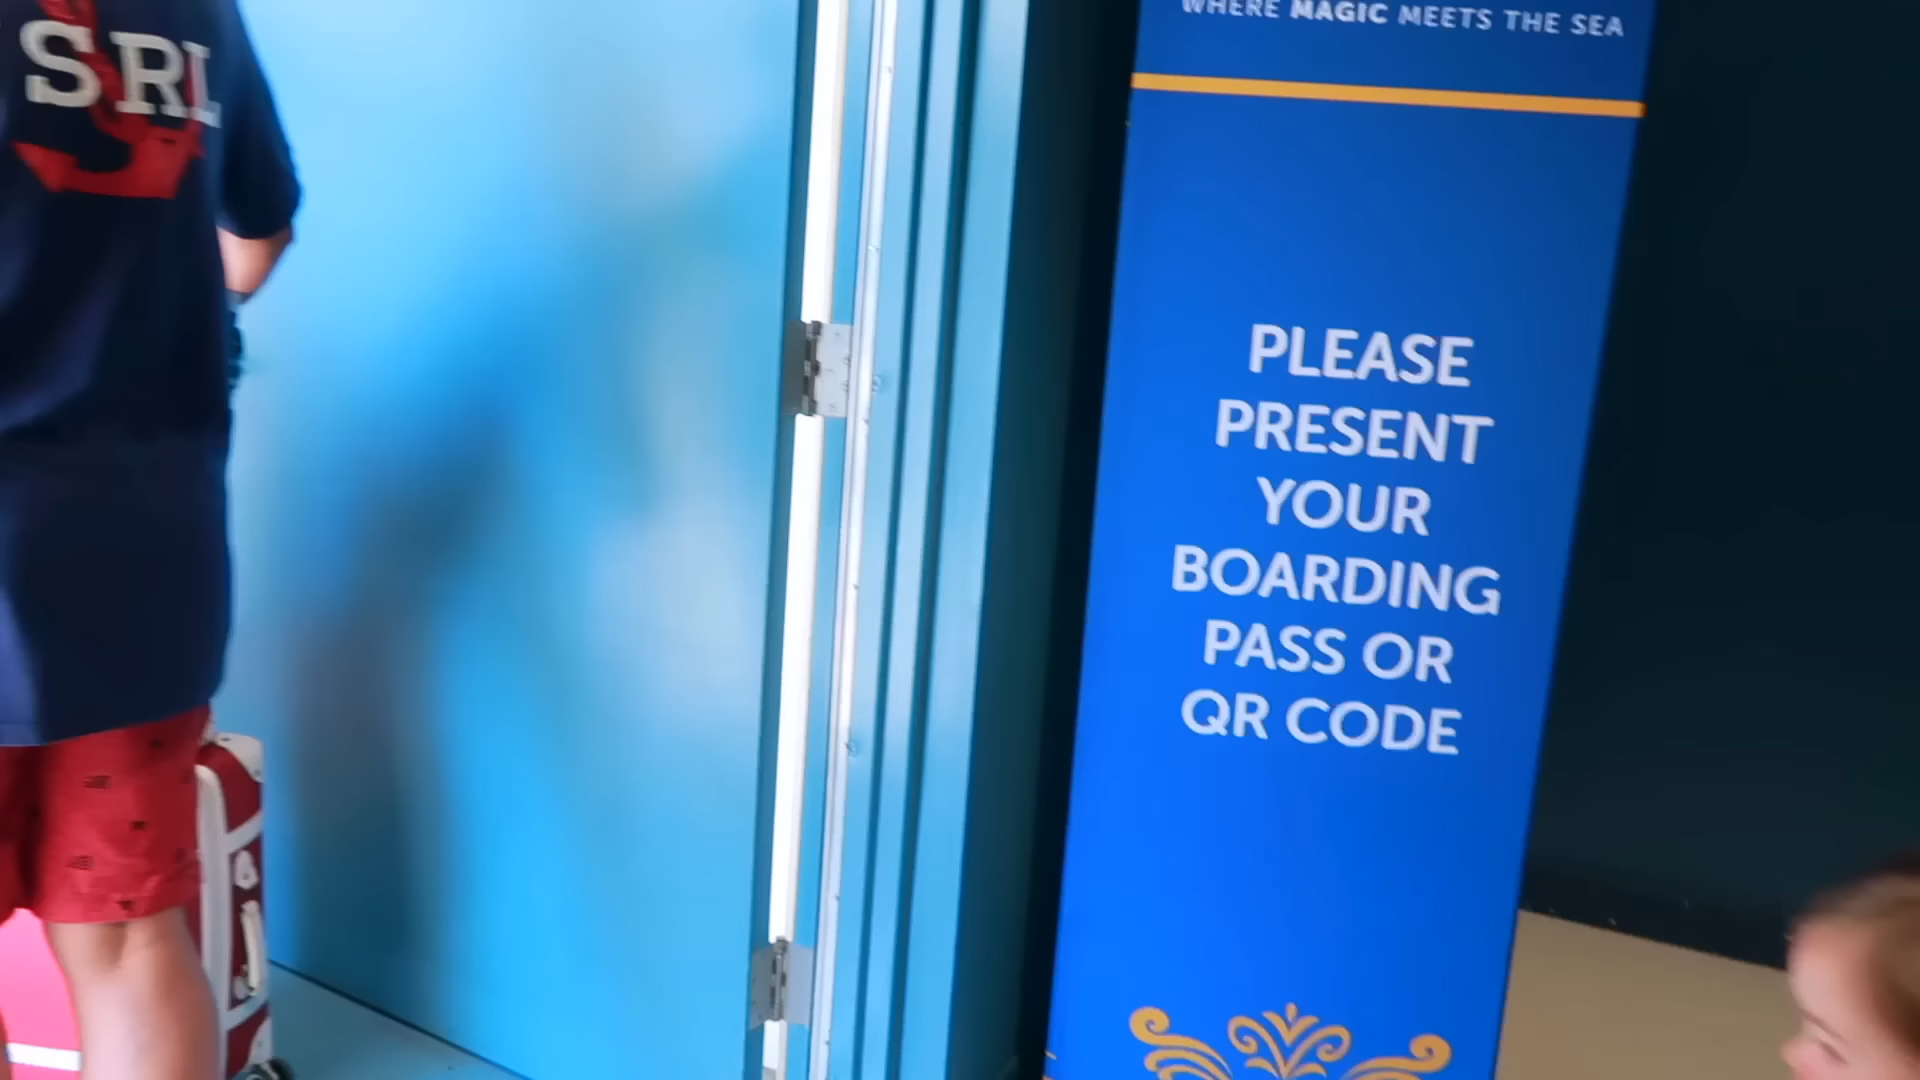 WHERE MAGIC MEETS THE SEA
SRL
PLEASE
PRESENT
YOUR
BOARDING
PASS OR
QR CODE